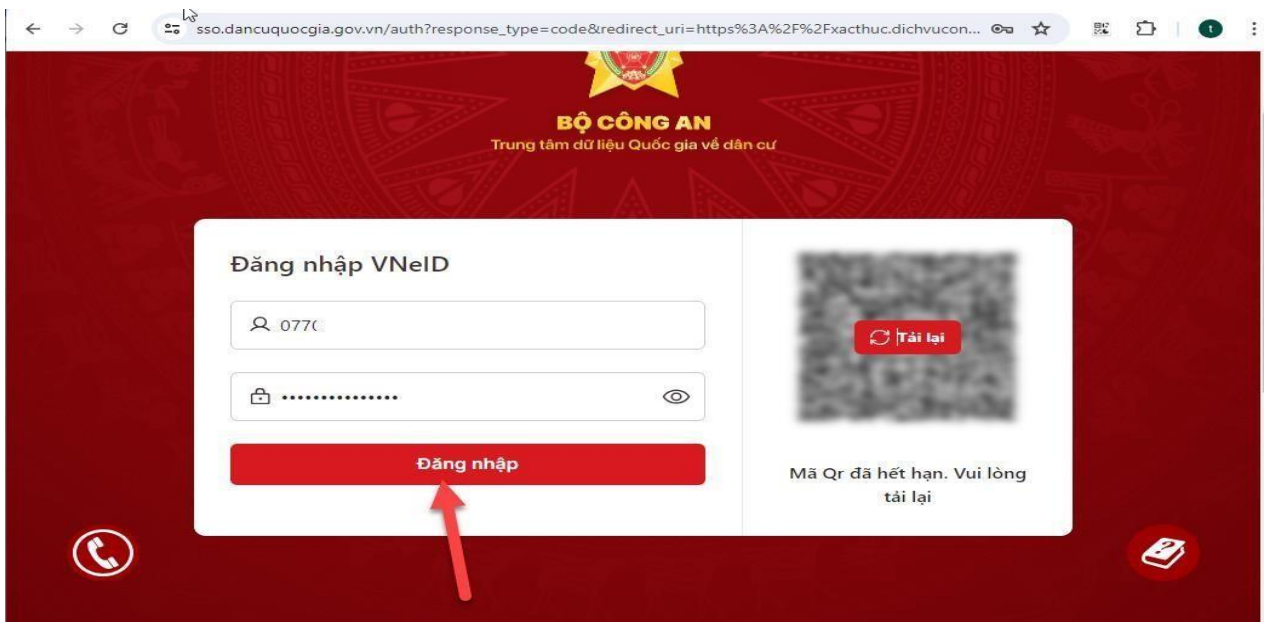 sso.dancuquocgia.gov.vn/auth?response_type=code&redirect_uri=https%3A%2F%2Fxacthuc.dichvucon...
t
BỘ CÔNG AN
Trung tâm dữ liệu Quốc gia về dân cư
Đăng nhập VNeID
077(
•••••••••••••••
Đăng nhập
Tải lại
Mã Qr đã hết hạn. Vui lòng
tải lại
?